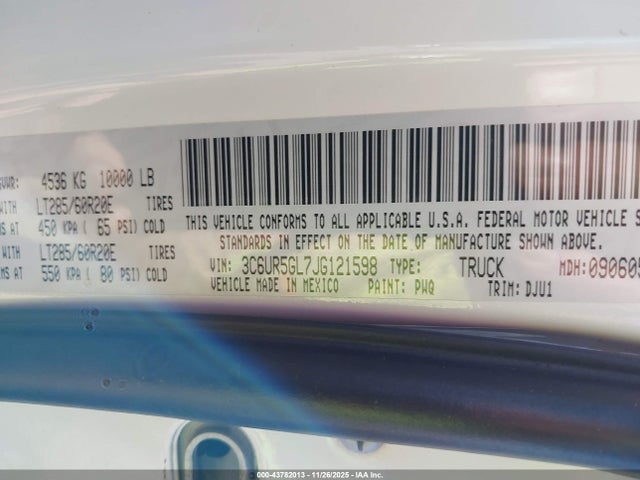 GVWR: 4536 KG 10000 LB
WITH LT285/60R20E TIRES
AT 450 KPA ( 65 PSI) COLD
WITH LT285/60R20E TIRES
AT 550 KPA ( 80 PSI) COLD
THIS VEHICLE CONFORMS TO ALL APPLICABLE U.S.A. FEDERAL MOTOR VEHICLE S
STANDARDS IN EFFECT ON THE DATE OF MANUFACTURE SHOWN ABOVE.
VIN: 3C6UR5GL7JG121598 TYPE: TRUCK MDH: 090605
VEHICLE MADE IN MEXICO PAINT: PWQ TRIM: DJU1
000-43782013 - 11/26/2025 - IAA Inc.